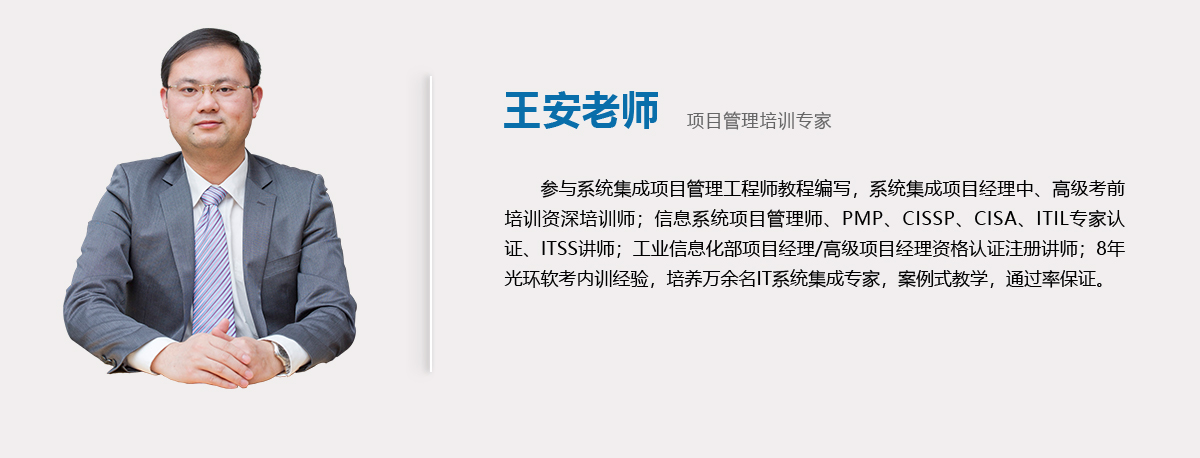 王安老师 项目管理培训专家
参与系统集成项目管理工程师教程编写，系统集成项目经理中、高级考前
培训资深培训师；信息系统项目管理师、PMP、CISSP、CISA、ITIL专家认
证、ITSS讲师；工业信息化部项目经理/高级项目经理资格认证注册讲师；8年
光环软考内训经验，培养万余名IT系统集成专家，案例式教学，通过率保证。